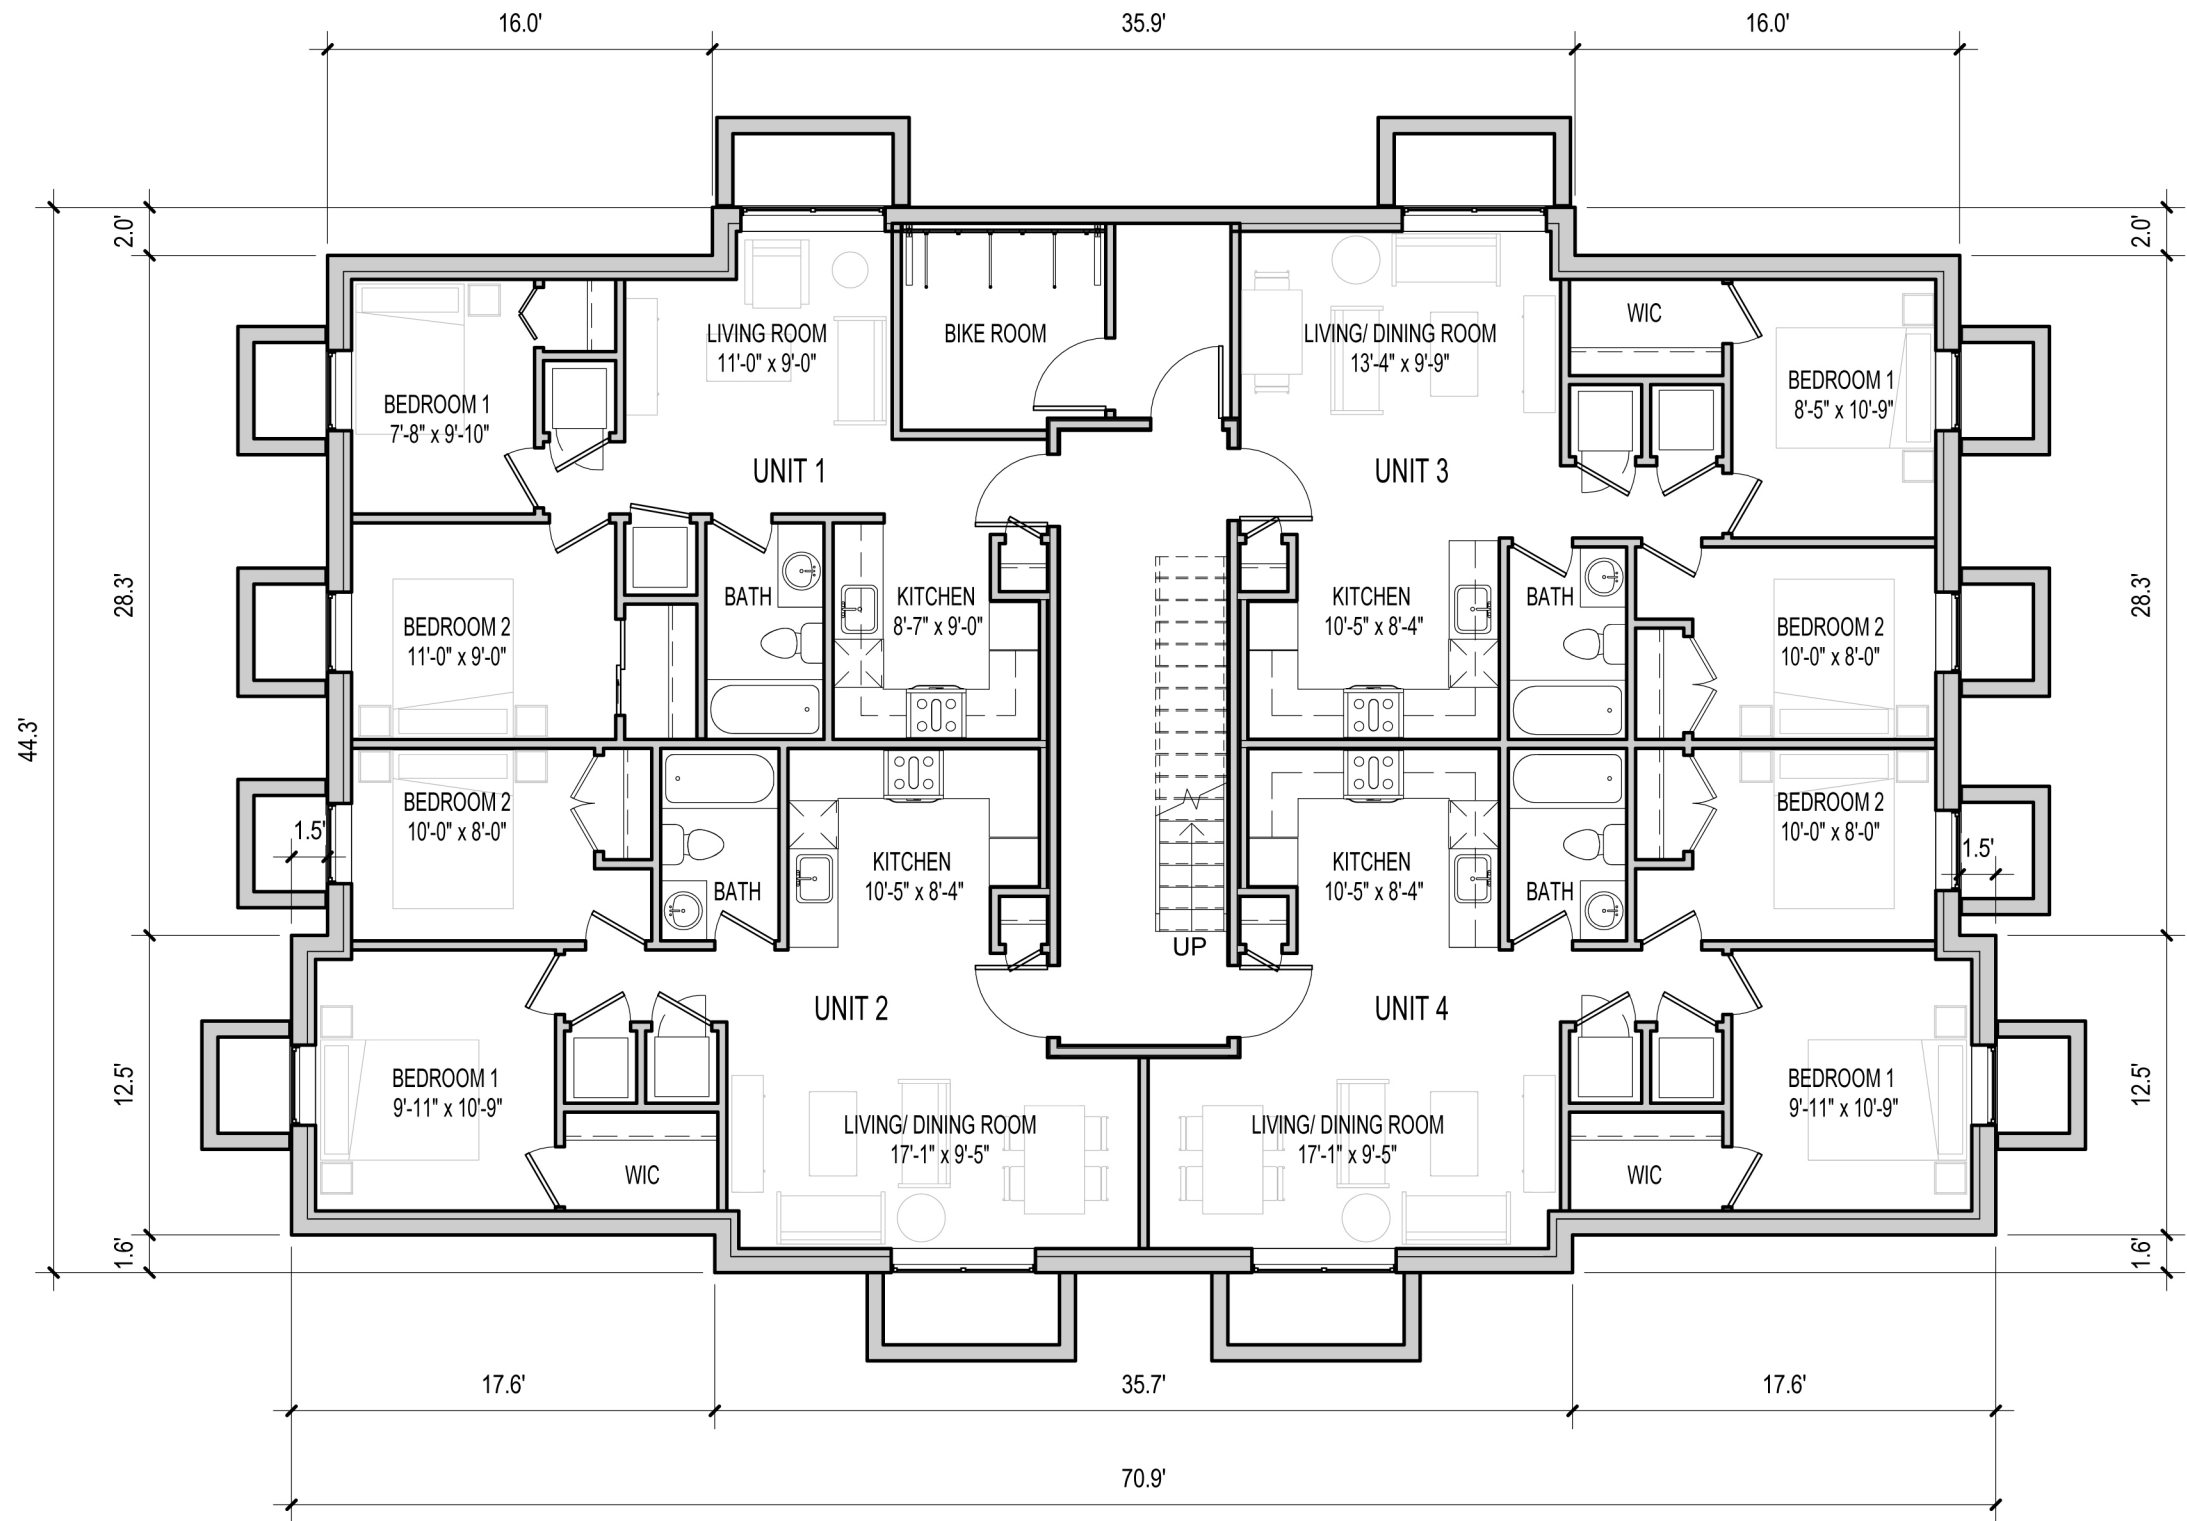 16.0'
35.9'
16.0'
2.0'
2.0'
LIVING ROOM
11'-0" x 9'-0"
BIKE ROOM
LIVING/ DINING ROOM
13'-4" x 9'-9"
WIC
BEDROOM 1
7'-8" x 9'-10"
BEDROOM 1
8'-5" x 10'-9"
UNIT 1
UNIT 3
28.3'
BATH
KITCHEN
8'-7" x 9'-0"
KITCHEN
10'-5" x 8'-4"
BATH
28.3'
BEDROOM 2
11'-0" x 9'-0"
BEDROOM 2
10'-0" x 8'-0"
44.3'
BEDROOM 2
10'-0" x 8'-0"
BEDROOM 2
10'-0" x 8'-0"
1.5'
1.5'
BATH
KITCHEN
10'-5" x 8'-4"
KITCHEN
10'-5" x 8'-4"
BATH
UP
UNIT 2
UNIT 4
12.5'
BEDROOM 1
9'-11" x 10'-9"
BEDROOM 1
9'-11" x 10'-9"
12.5'
LIVING/ DINING ROOM
17'-1" x 9'-5"
LIVING/ DINING ROOM
17'-1" x 9'-5"
WIC
WIC
1.6'
1.6'
17.6'
35.7'
17.6'
70.9'